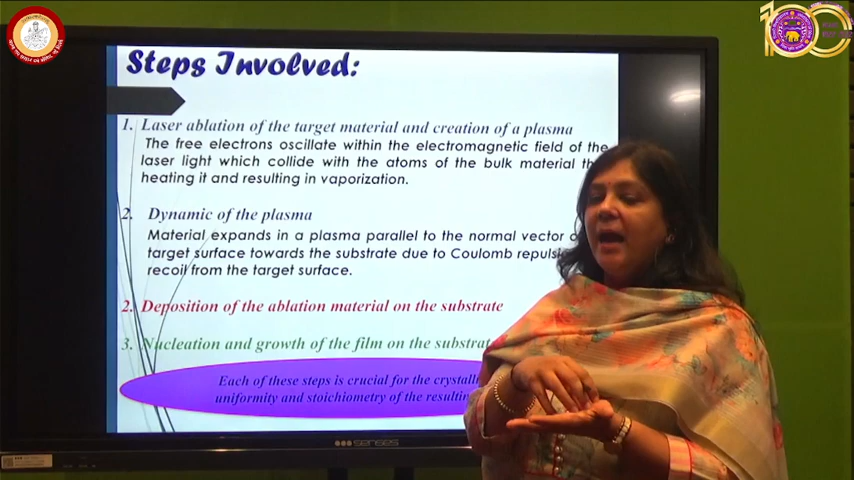 Steps Involved:
1. Laser ablation of the target material and creation of a plasma
The free electrons oscillate within the electromagnetic field of the
laser light which collide with the atoms of the bulk material
heating it and resulting in vaporization.
2. Dynamic of the plasma
Material expands in a plasma parallel to the normal vector
target surface towards the substrate due to Coulomb
recoil from the target surface.
2. Deposition of the ablation material on the substrate
3. Nucleation and growth of the film on the
Each of these steps is crucial for the
uniformity and stoichiometry of the
SENSES
100